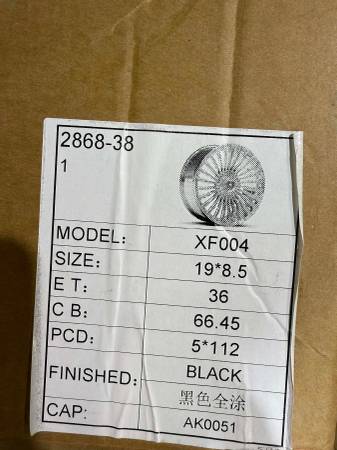 2868-38
1
MODEL: XF004
SIZE: 19*8.5
E T: 36
C B: 66.45
PCD: 5*112
FINISHED: BLACK
黑色全涂
CAP: AK0051